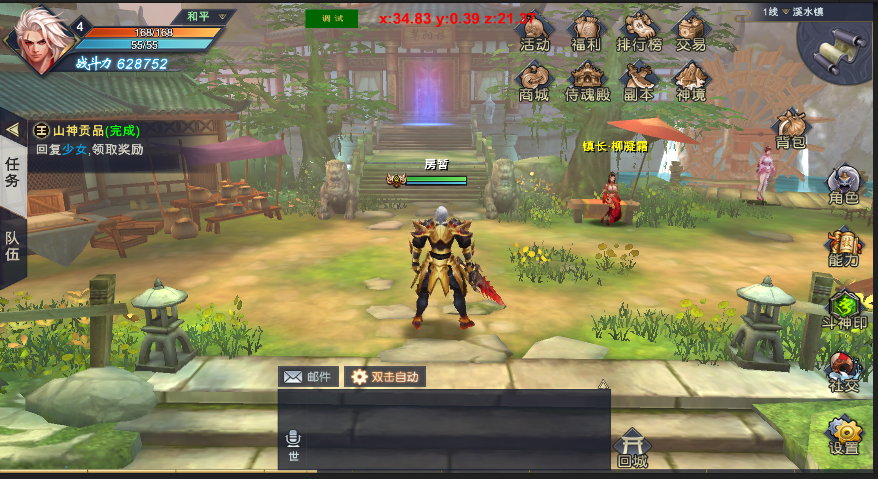 和平
4
168/168
55/55
战斗力 628752
调试
x:34.83 y:0.39 z:21.37
活动
福利
排行榜
交易
1线 溪水镇
商城
侍魂殿
副本
神境
背包
任务
王 山神贡品(完成)
回复少女,领取奖励
队伍
房暂
镇长·柳凝霜
角色
能力
斗神印
社交
设置
邮件
双击自动
世
回城